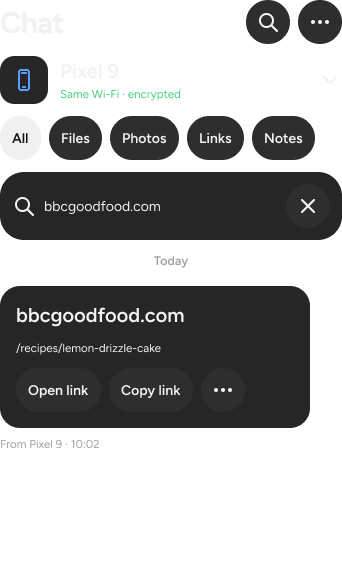 Chat
Pixel 9
Same Wi-Fi · encrypted
All Files Photos Links Notes
bbcgoodfood.com
Today
bbcgoodfood.com
/recipes/lemon-drizzle-cake
Open link Copy link
From Pixel 9 · 10:02